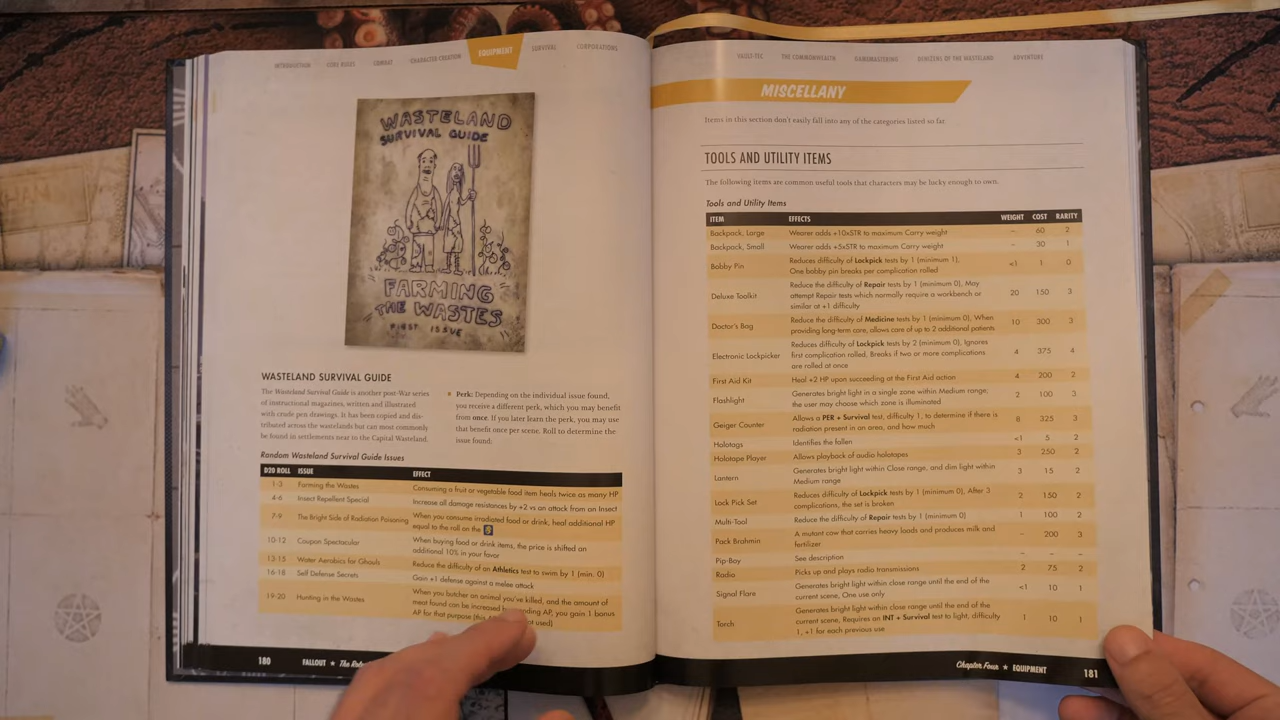 INTRODUCTION CORE RULES COMBAT CHARACTER CREATION EQUIPMENT SURVIVAL CORPORATIONS
WASTELAND
SURVIVAL GUIDE
FARMING
THE WASTES
FIRST ISSUE
WASTELAND SURVIVAL GUIDE
The Wasteland Survival Guide is another post-War series
of instructional magazines, written and illustrated
with crude pen drawings. It has been copied and dis-
tributed across the wastelands but can most commonly
be found in settlements near to the Capital Wasteland.
Perk: Depending on the individual issue found,
you receive a different perk, which you may benefit
from once. If you later learn the perk, you may use
that benefit once per scene. Roll to determine the
issue found:
Random Wasteland Survival Guide Issues
D20 ROLL ISSUE EFFECT
1-3 Farming the Wastes Consuming a fruit or vegetable food item heals twice as many HP
4-6 Insect Repellent Special Increase all damage resistances by +2 vs an attack from an Insect
7-9 The Bright Side of Radiation Poisoning When you consume irradiated food or drink, heal additional HP
equal to the roll on the
10-12 Coupon Spectacular When buying food or drink items, the price is shifted an
additional 10% in your favor
13-15 Water Aerobics for Ghouls Reduce the difficulty of an Athletics test to swim by 1 (min. 0)
16-18 Self Defense Secrets Gain +1 defense against a melee attack
19-20 Hunting in the Wastes When you butcher an animal you've killed, and the amount of
meat found can be increased by AP, you gain 1 bonus
AP for that purpose used)
180 FALLOUT ★ The
VAULT-TEC THE COMMONWEALTH GAMEMASTERING DENIZENS OF THE WASTELAND ADVENTURE
MISCELLANY
Items in this section don't easily fall into any of the categories listed so far.
TOOLS AND UTILITY ITEMS
The following items are common useful tools that characters may be lucky enough to own.
Tools and Utility Items
ITEM EFFECTS WEIGHT COST RARITY
Backpack, Large Wearer adds +10xSTR to maximum Carry weight – 60 2
Backpack, Small Wearer adds +5xSTR to maximum Carry weight – 30 1
Bobby Pin Reduces difficulty of Lockpick tests by 1 (minimum 1), <1 1 0
One bobby pin breaks per complication rolled
Deluxe Toolkit Reduce the difficulty of Repair tests by 1 (minimum 0), May 20 150 3
attempt Repair tests which normally require a workbench or
similar at +1 difficulty
Doctor's Bag Reduce the difficulty of Medicine tests by 1 (minimum 0), When 10 300 3
providing long-term care, allows care of up to 2 additional patients
Electronic Lockpicker Reduces difficulty of Lockpick tests by 2 (minimum 0), Ignores 4 375 4
first complication rolled, Breaks if two or more complications
are rolled at once
First Aid Kit Heal +2 HP upon succeeding at the First Aid action 4 200 2
Flashlight Generates bright light in a single zone within Medium range; 2 100 3
the user may choose which zone is illuminated
Geiger Counter Allows a PER + Survival test, difficulty 1, to determine if there is 8 325 3
radiation present in an area, and how much
Holotags Identifies the fallen <1 5 2
Holotape Player Allows playback of audio holotapes 3 250 2
Lantern Generates bright light within Close range, and dim light within 3 15 2
Medium range
Lock Pick Set Reduces difficulty of Lockpick tests by 1 (minimum 0), After 3 2 150 2
complications, the set is broken
Multi-Tool Reduce the difficulty of Repair tests by 1 (minimum 0) 1 100 2
Pack Brahmin A mutant cow that carries heavy loads and produces milk and – 200 3
fertilizer
Pip-Boy See description – – –
Radio Picks up and plays radio transmissions 2 75 2
Signal Flare Generates bright light within close range until the end of the <1 10 1
current scene, One use only
Torch Generates bright light within close range until the end of the 1 10 1
current scene, Requires an INT + Survival test to light, difficulty
1, +1 for each previous use
Chapter Four ★ EQUIPMENT 181